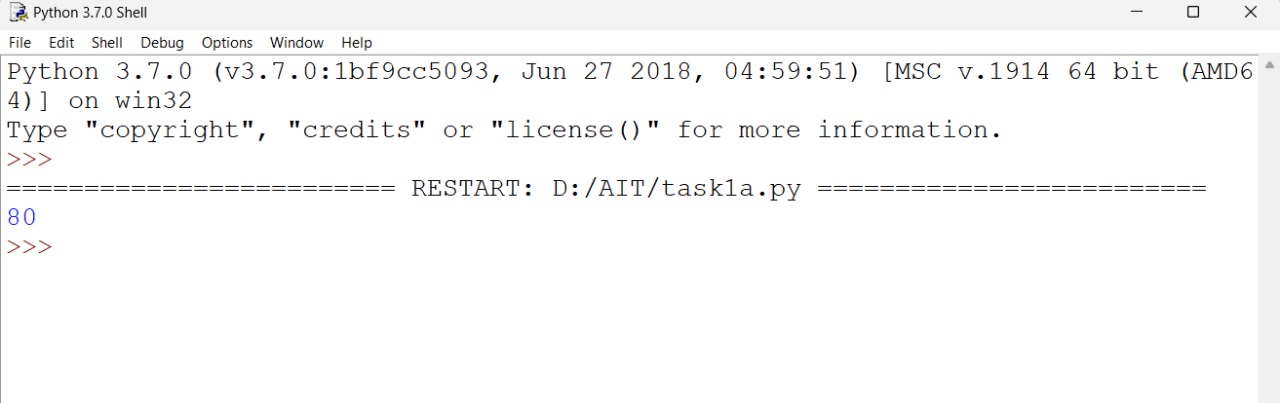 Python 3.7.0 Shell
File Edit Shell Debug Options Window Help
Python 3.7.0 (v3.7.0:1bf9cc5093, Jun 27 2018, 04:59:51) [MSC v.1914 64 bit (AMD6
4)] on win32
Type "copyright", "credits" or "license()" for more information.
>>>
========================= RESTART: D:/AIT/task1a.py =========================
80
>>>